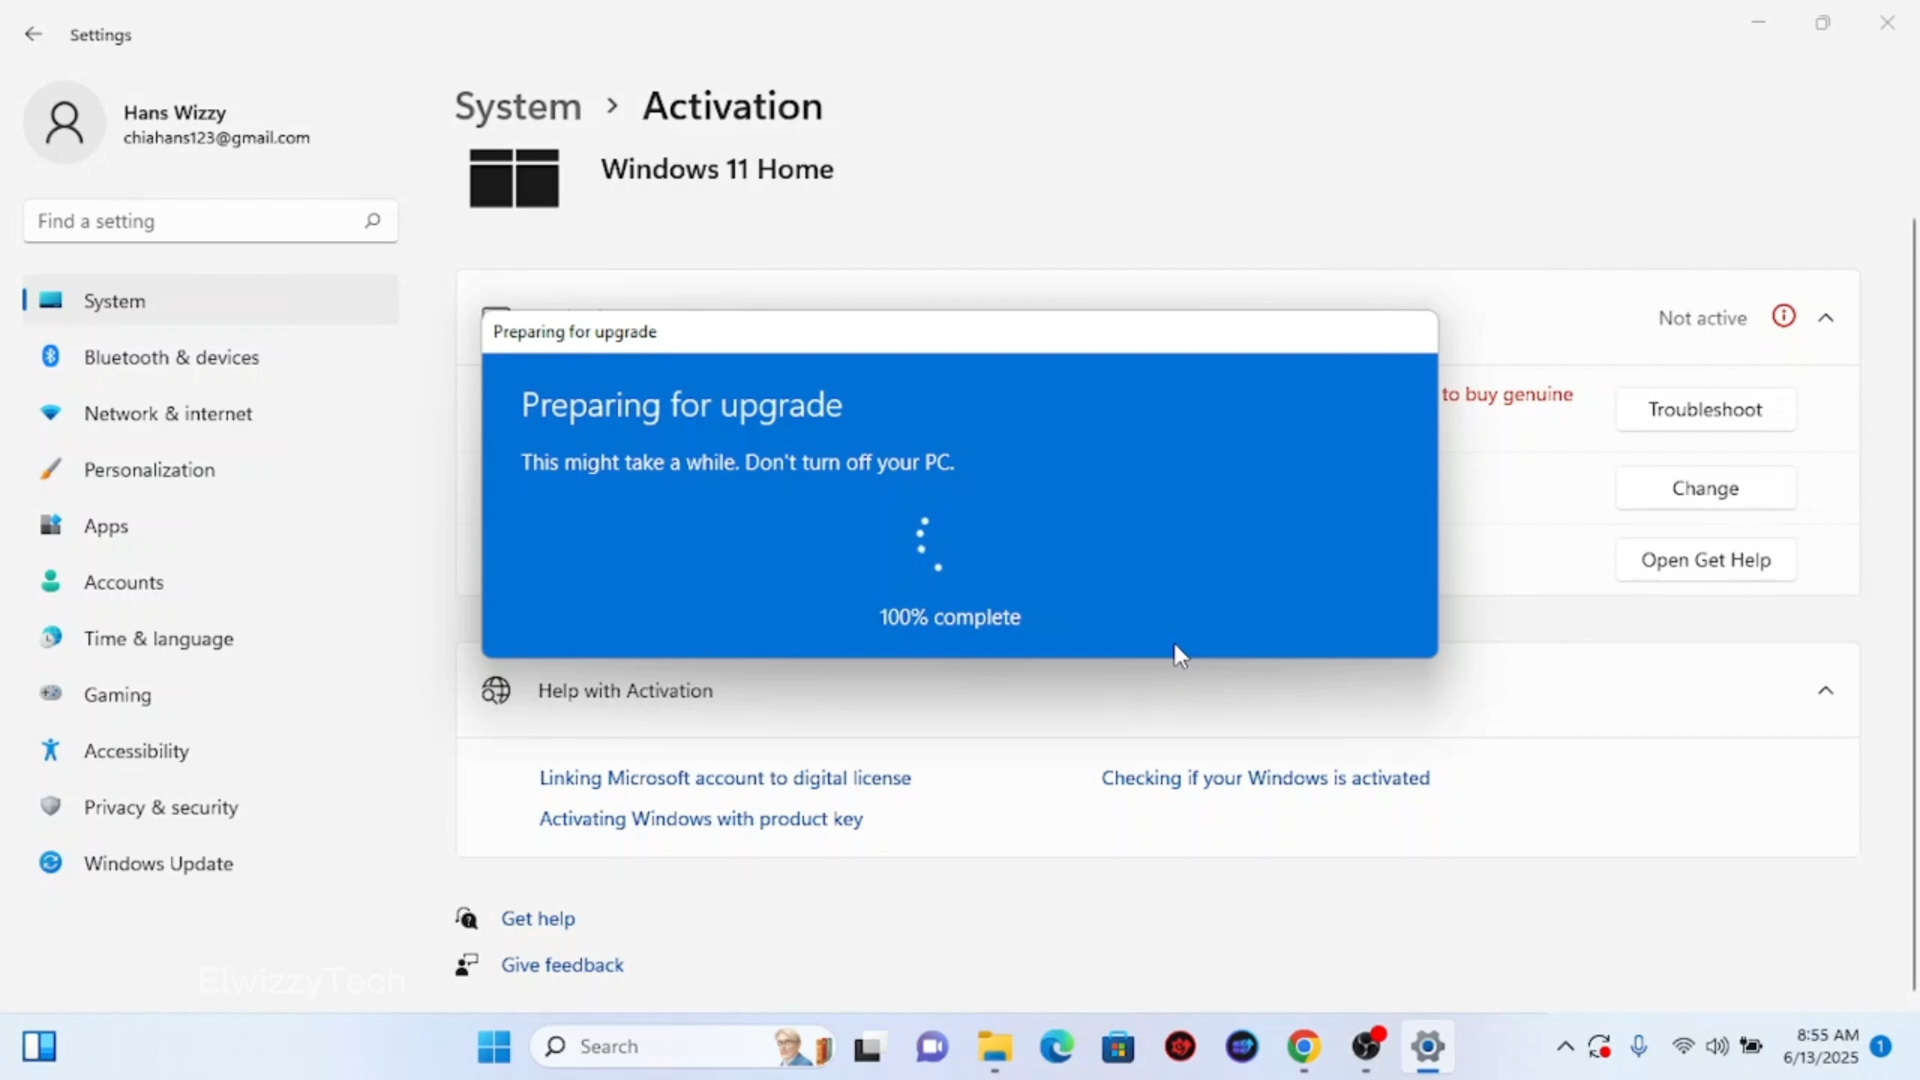 Settings
Hans Wizzy
chiahans123@gmail.com
Find a setting
System
Bluetooth & devices
Network & internet
Personalization
Apps
Accounts
Time & language
Gaming
Accessibility
Privacy & security
Windows Update
System > Activation
Windows 11 Home
Not active
to buy genuine
Troubleshoot
Change
Open Get Help
Preparing for upgrade
Preparing for upgrade
This might take a while. Don't turn off your PC.
100% complete
Help with Activation
Linking Microsoft account to digital license
Checking if your Windows is activated
Activating Windows with product key
Get help
Give feedback
ElwizzyTech
Search
8:55 AM
6/13/2025
1